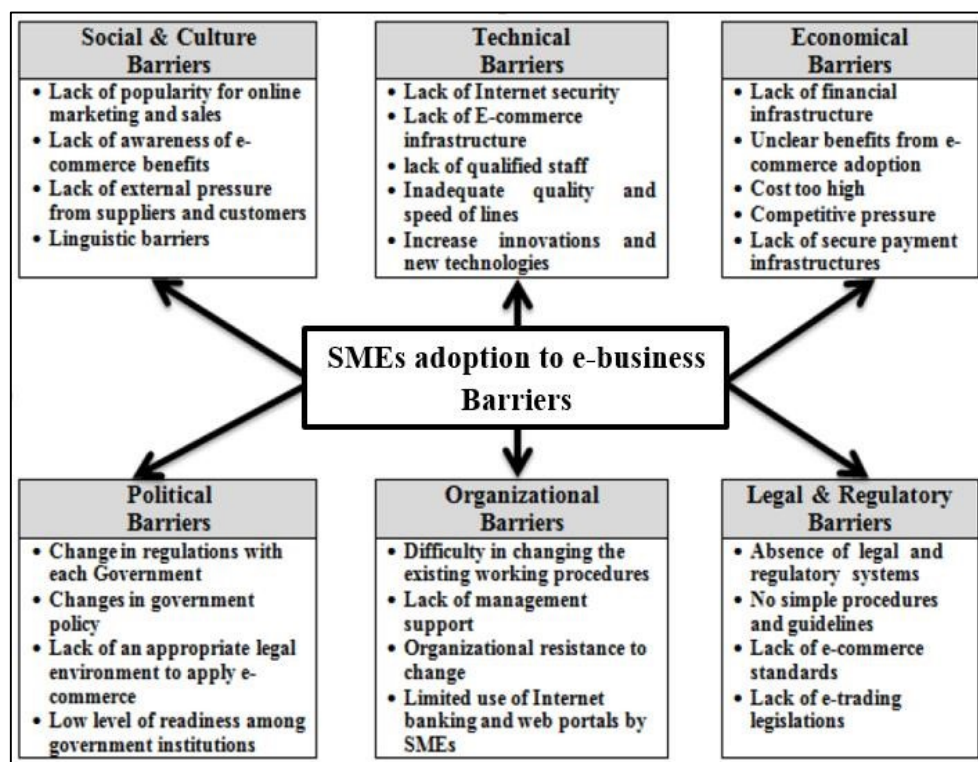 Social & Culture
Barriers
• Lack of popularity for online
marketing and sales
• Lack of awareness of e-
commerce benefits
• Lack of external pressure
from suppliers and customers
• Linguistic barriers
Technical
Barriers
• Lack of Internet security
• Lack of E-commerce
infrastructure
• lack of qualified staff
• Inadequate quality and
speed of lines
• Increase innovations and
new technologies
Economical
Barriers
• Lack of financial
infrastructure
• Unclear benefits from e-
commerce adoption
• Cost too high
• Competitive pressure
• Lack of secure payment
infrastructures
SMEs adoption to e-business
Barriers
Political
Barriers
• Change in regulations with
each Government
• Changes in government
policy
• Lack of an appropriate legal
environment to apply e-
commerce
• Low level of readiness among
government institutions
Organizational
Barriers
• Difficulty in changing the
existing working procedures
• Lack of management
support
• Organizational resistance to
change
• Limited use of Internet
banking and web portals by
SMEs
Legal & Regulatory
Barriers
• Absence of legal and
regulatory systems
• No simple procedures
and guidelines
• Lack of e-commerce
standards
• Lack of e-trading
legislations